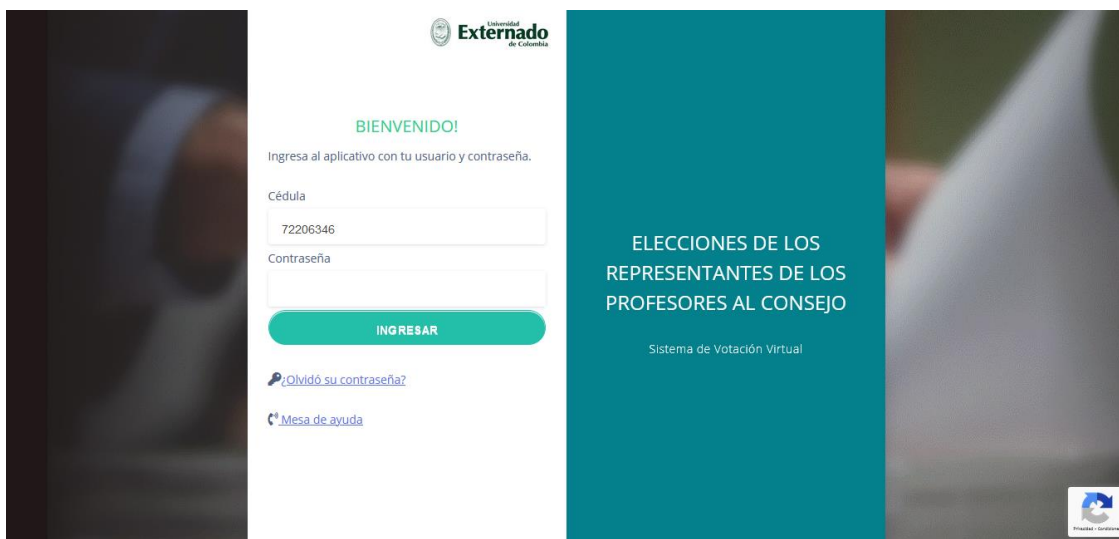 Universidad
Externado
de Colombia
BIENVENIDO!
Ingresa al aplicativo con tu usuario y contraseña.
Cédula
72206346
Contraseña
INGRESAR
¿Olvidó su contraseña?
Mesa de ayuda
ELECCIONES DE LOS
REPRESENTANTES DE LOS
PROFESORES AL CONSEJO
Sistema de Votación Virtual